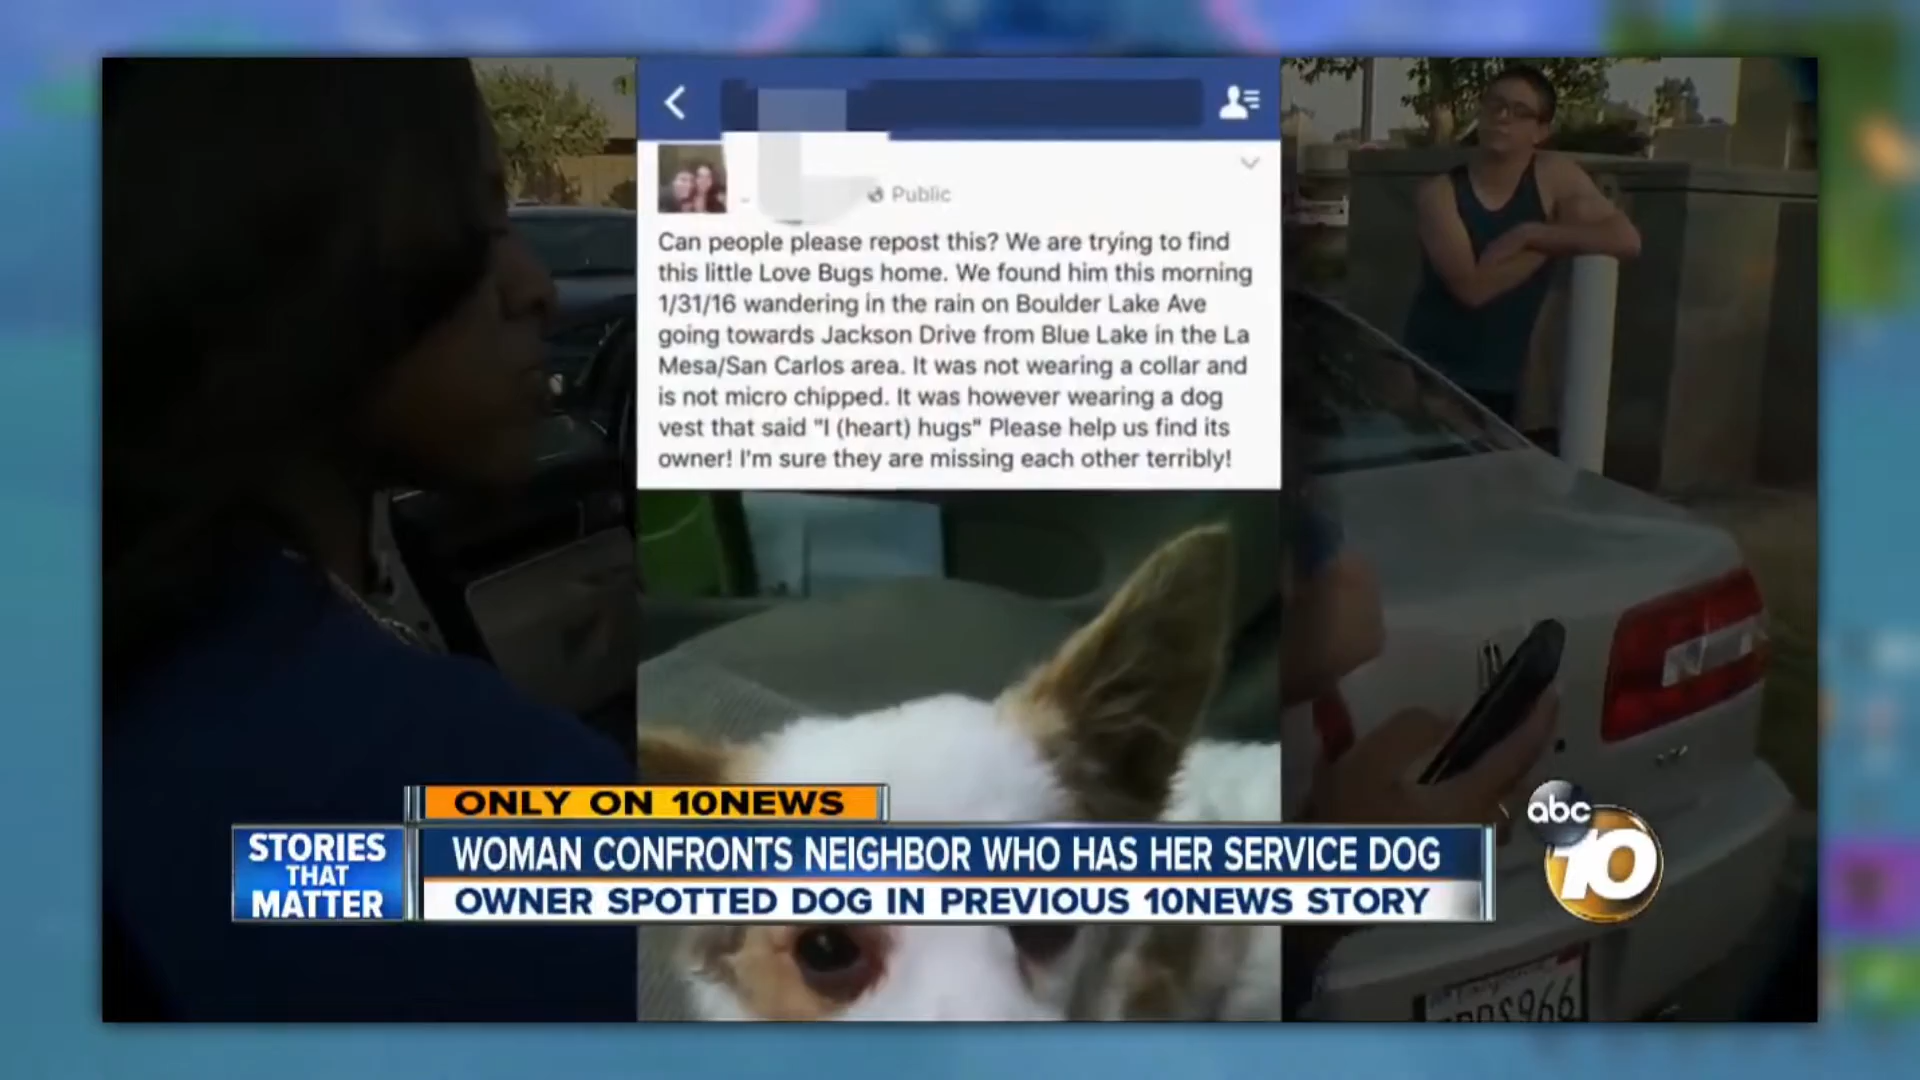 Public
Can people please repost this? We are trying to find
this little Love Bugs home. We found him this morning
1/31/16 wandering in the rain on Boulder Lake Ave
going towards Jackson Drive from Blue Lake in the La
Mesa/San Carlos area. It was not wearing a collar and
is not micro chipped. It was however wearing a dog
vest that said "I (heart) hugs" Please help us find its
owner! I'm sure they are missing each other terribly!
ONLY ON 10NEWS
STORIES
THAT
MATTER
WOMAN CONFRONTS NEIGHBOR WHO HAS HER SERVICE DOG
OWNER SPOTTED DOG IN PREVIOUS 10NEWS STORY
abc
10